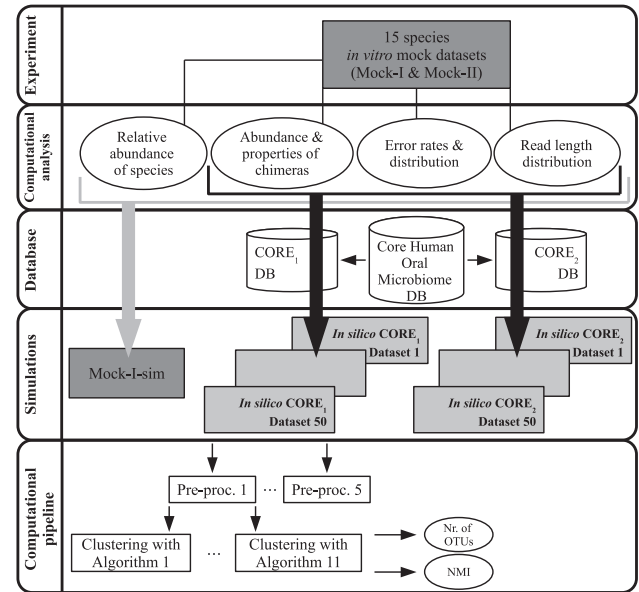 Experiment
15 species
in vitro mock datasets
(Mock-I & Mock-II)
Computational
analysis
Relative
abundance
of species
Abundance &
properties of
chimeras
Error rates &
distribution
Read length
distribution
Database
CORE1
DB
Core Human
Oral
Microbiome
DB
CORE2
DB
Simulations
Mock-I-sim
In silico CORE1
Dataset 1
In silico CORE1
Dataset 50
In silico CORE2
Dataset 1
In silico CORE2
Dataset 50
Computational
pipeline
Pre-proc. 1 ... Pre-proc. 5
Clustering with
Algorithm 1
...
Clustering with
Algorithm 11
Nr. of
OTUs
NMI